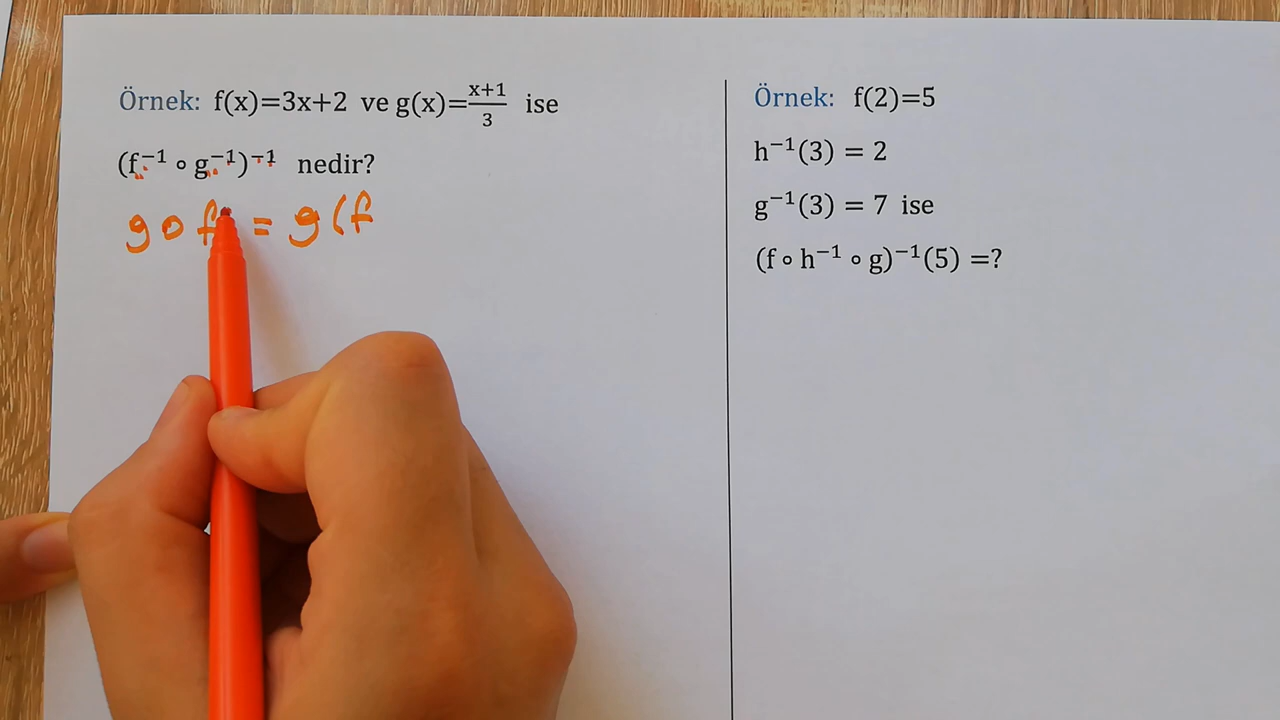 Örnek: f(x)=3x+2 ve g(x)=x+1/3 ise
(f⁻¹ ∘ g⁻¹)⁻¹ nedir?
g o f = g(f
Örnek: f(2)=5
h⁻¹(3) = 2
g⁻¹(3) = 7 ise
(f ∘ h⁻¹ ∘ g)⁻¹(5) =?